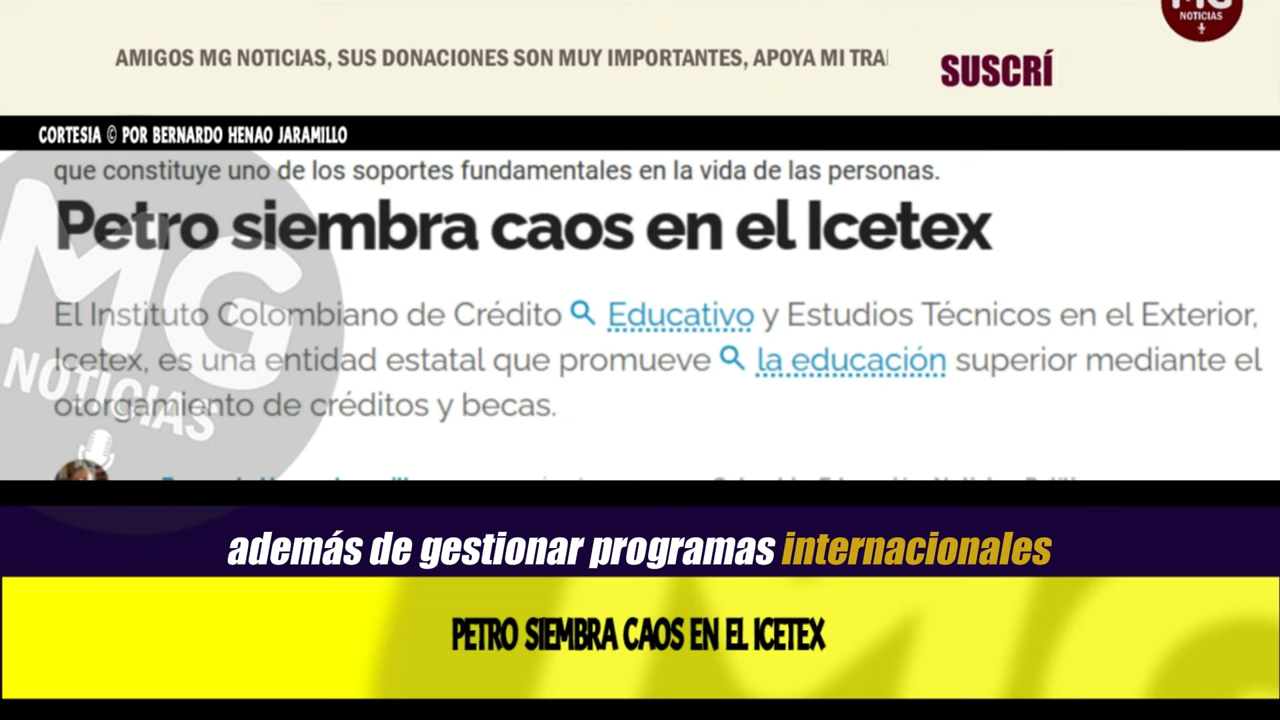 MG
NOTICIAS
AMIGOS MG NOTICIAS, SUS DONACIONES SON MUY IMPORTANTES, APOYA MI TRA
SUSCRÍ
CORTESIA © POR BERNARDO HENAO JARAMILLO
que constituye uno de los soportes fundamentales en la vida de las personas.
Petro siembra caos en el Icetex
El Instituto Colombiano de Crédito Educativo y Estudios Técnicos en el Exterior,
Icetex, es una entidad estatal que promueve la educación superior mediante el
otorgamiento de créditos y becas.
MG
NOTICIAS
además de gestionar programas internacionales
PETRO SIEMBRA CAOS EN EL ICETEX